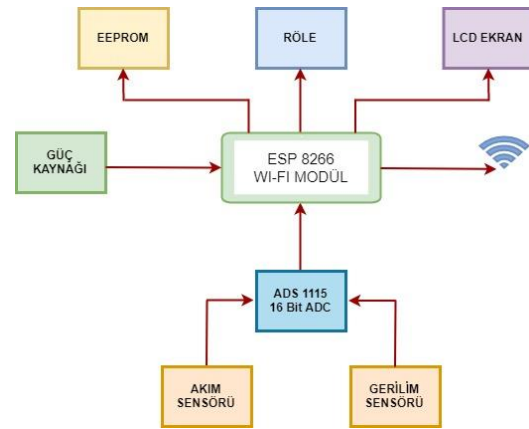 EEPROM
RÖLE
LCD EKRAN
GÜÇ
KAYNAĞI
ESP 8266
WI-FI MODÜL
ADS 1115
16 Bit ADC
AKIM
SENSÖRÜ
GERİLİM
SENSÖRÜ